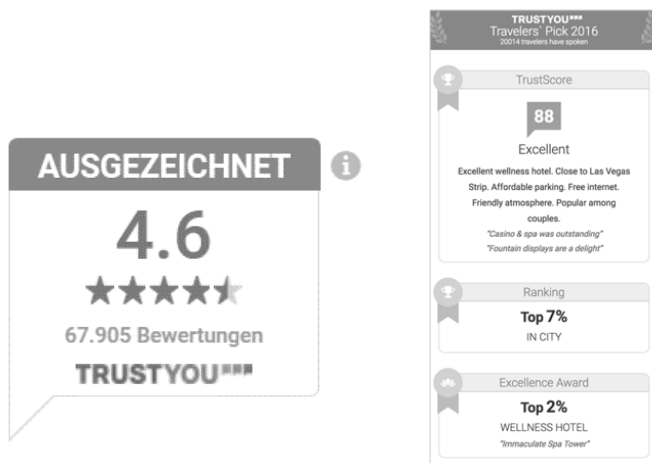 AUSGEZEICHNET
4.6
67.905 Bewertungen
TRUSTYOU
TRUSTYOU
Travelers` Pick 2016
20014 travelers have spoken
TrustScore
88
Excellent
Excellent wellness hotel. Close to Las Vegas
Strip. Affordable parking. Free internet.
Friendly atmosphere. Popular among
couples.
"Casino & spa was outstanding"
"Fountain displays are a delight"
Ranking
Top 7%
IN CITY
Excellence Award
Top 2%
WELLNESS HOTEL
"Immaculate Spa Tower"